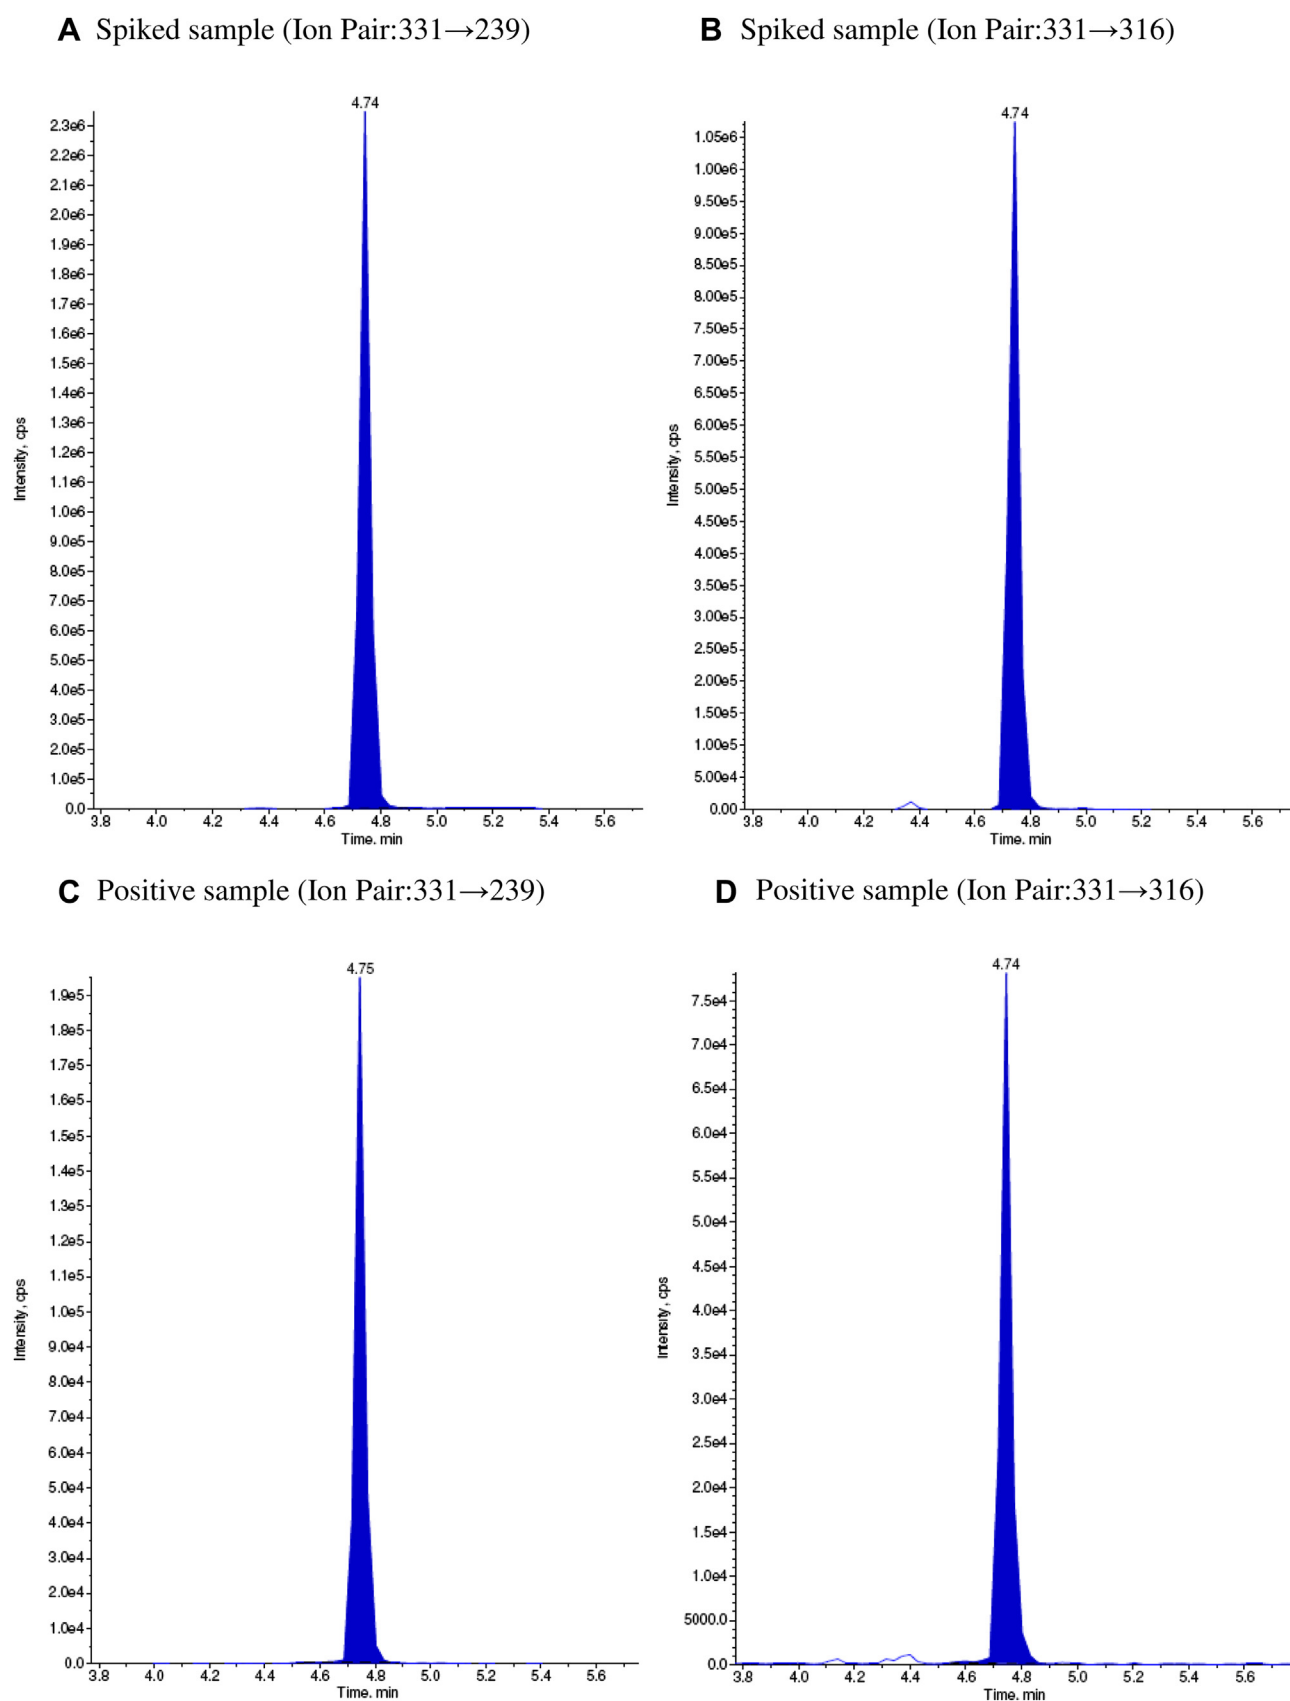 A Spiked sample (Ion Pair:331→239)
4.74
2.3e6
2.2e6
2.1e6
2.0e6
1.9e6
1.8e6
1.7e6
1.6e6
1.5e6
1.4e6
1.3e6
1.2e6
1.1e6
1.0e6
9.0e5
8.0e5
7.0e5
6.0e5
5.0e5
4.0e5
3.0e5
2.0e5
1.0e5
0.0
Intensity, cps
3.8 4.0 4.2 4.4 4.6 4.8 5.0 5.2 5.4 5.6
Time, min
B Spiked sample (Ion Pair:331→316)
4.74
1.05e6
1.00e6
9.50e5
9.00e5
8.50e5
8.00e5
7.50e5
7.00e5
6.50e5
6.00e5
5.50e5
5.00e5
4.50e5
4.00e5
3.50e5
3.00e5
2.50e5
2.00e5
1.50e5
1.00e5
5.00e4
0.00
Intensity, cps
3.8 4.0 4.2 4.4 4.6 4.8 5.0 5.2 5.4 5.6
Time, min
C Positive sample (Ion Pair:331→239)
4.75
1.9e5
1.8e5
1.7e5
1.6e5
1.5e5
1.4e5
1.3e5
1.2e5
1.1e5
1.0e5
9.0e4
8.0e4
7.0e4
6.0e4
5.0e4
4.0e4
3.0e4
2.0e4
1.0e4
0.0
Intensity, cps
3.8 4.0 4.2 4.4 4.6 4.8 5.0 5.2 5.4 5.6
Time, min
D Positive sample (Ion Pair:331→316)
4.74
7.5e4
7.0e4
6.5e4
6.0e4
5.5e4
5.0e4
4.5e4
4.0e4
3.5e4
3.0e4
2.5e4
2.0e4
1.5e4
1.0e4
5000.0
0.0
Intensity, cps
3.8 4.0 4.2 4.4 4.6 4.8 5.0 5.2 5.4 5.6
Time, min